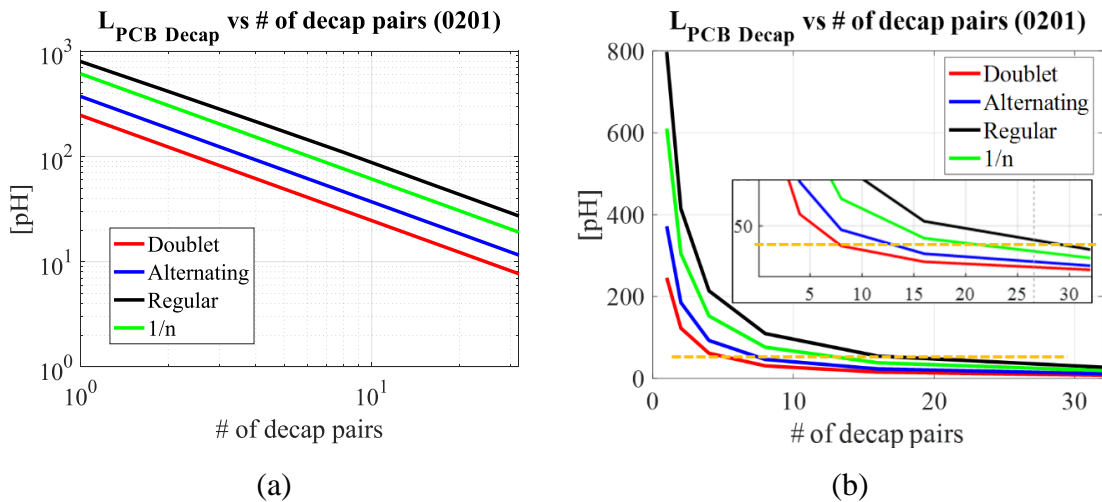 (a)
(b)
L_PCB Decap vs # of decap pairs (0201)
L_PCB Decap vs # of decap pairs (0201)
[pH]
10^3
10^2
10^1
10^0
10^0
10^1
Doublet
Alternating
Regular
1/n
# of decap pairs
[pH]
800
600
400
200
0
0
10
20
30
Doublet
Alternating
Regular
1/n
50
5
10
15
20
25
30
# of decap pairs
(a)
(b)